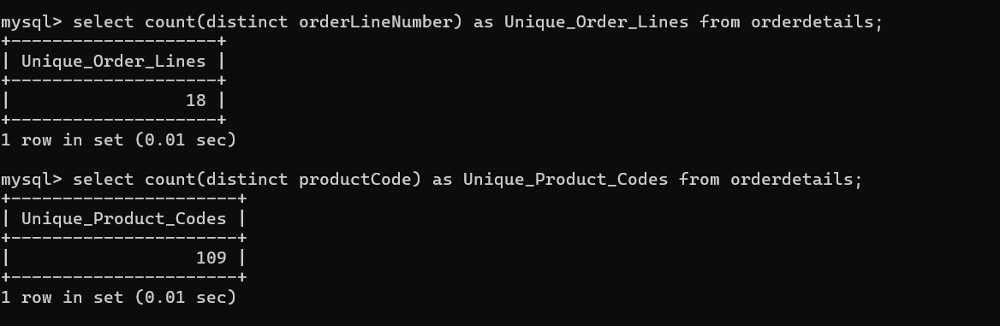 mysql> select count(distinct orderLineNumber) as Unique_Order_Lines from orderdetails;
+--------------------+
| Unique_Order_Lines |
+--------------------+
|                 18 |
+--------------------+
1 row in set (0.01 sec)

mysql> select count(distinct productCode) as Unique_Product_Codes from orderdetails;
+----------------------+
| Unique_Product_Codes |
+----------------------+
|                  109 |
+----------------------+
1 row in set (0.01 sec)